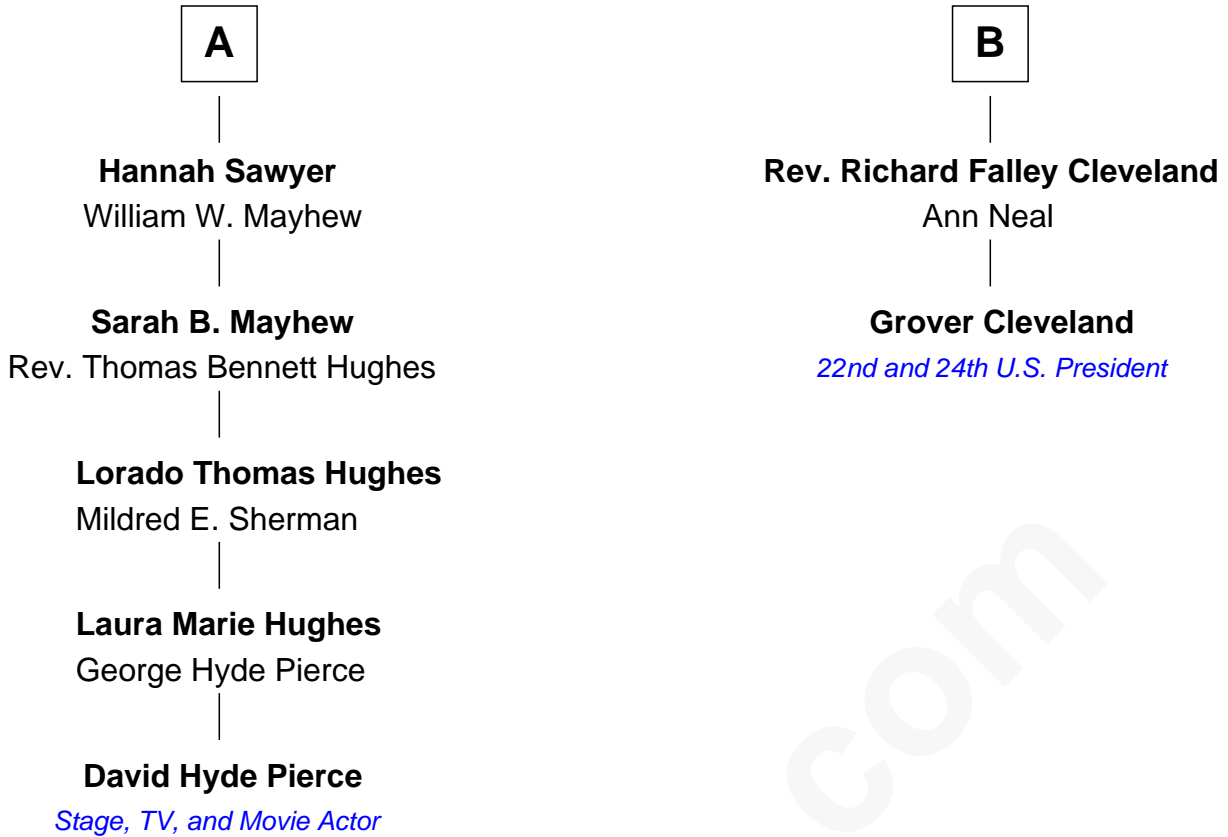 A
Hannah Sawyer
William W. Mayhew
Sarah B. Mayhew
Rev. Thomas Bennett Hughes
Lorado Thomas Hughes
Mildred E. Sherman
Laura Marie Hughes
George Hyde Pierce
David Hyde Pierce
Stage, TV, and Movie Actor
B
Rev. Richard Falley Cleveland
Ann Neal
Grover Cleveland
22nd and 24th U.S. President
com